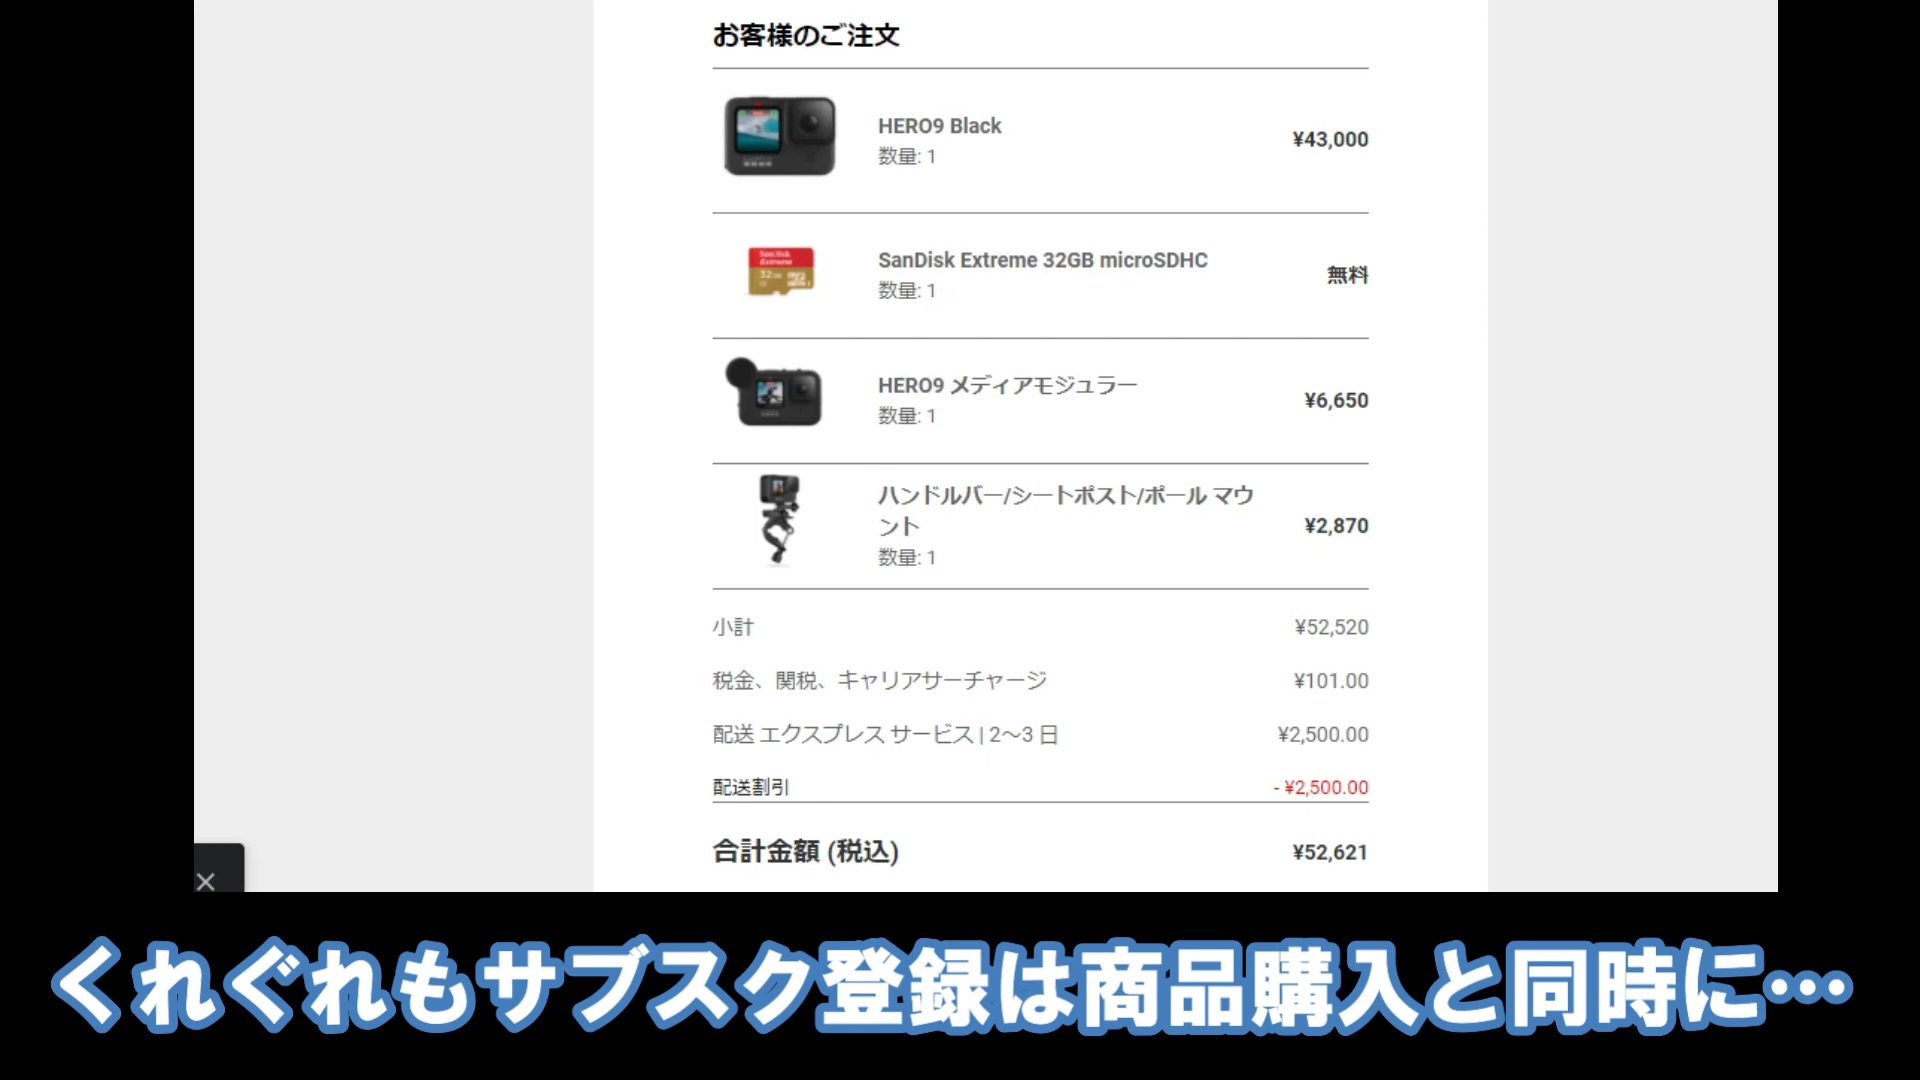 お客様のご注文
HERO9 Black
数量: 1
¥43,000
SanDisk
Extreme
32GB
SanDisk Extreme 32GB microSDHC
数量: 1
無料
HERO9 メディアモジュラー
数量: 1
¥6,650
ハンドルバー/シートポスト/ポール マウ
ント
数量: 1
¥2,870
小計 ¥52,520
税金、関税、キャリアサーチャージ ¥101.00
配送 エクスプレス サービス | 2〜3 日 ¥2,500.00
配送割引 - ¥2,500.00
合計金額 (税込) ¥52,621
くれぐれもサブスク登録は商品購入と同時に…